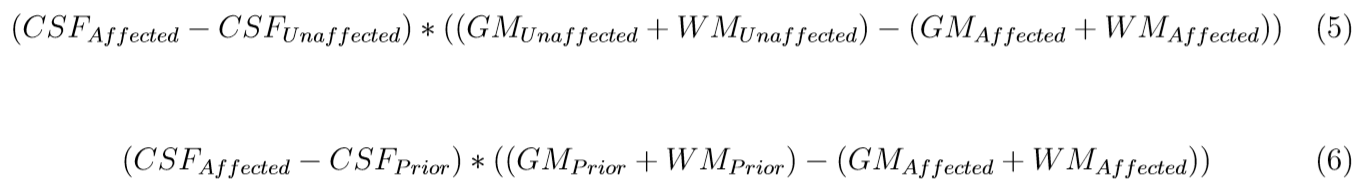 (CSF_{Affected} − CSF_{Unaffected}) ∗ ((GM_{Unaffected} + WM_{Unaffected}) − (GM_{Affected} + WM_{Affected})) (5)
(CSF_{Affected} − CSF_{Prior}) ∗ ((GM_{Prior} + WM_{Prior}) − (GM_{Affected} + WM_{Affected})) (6)